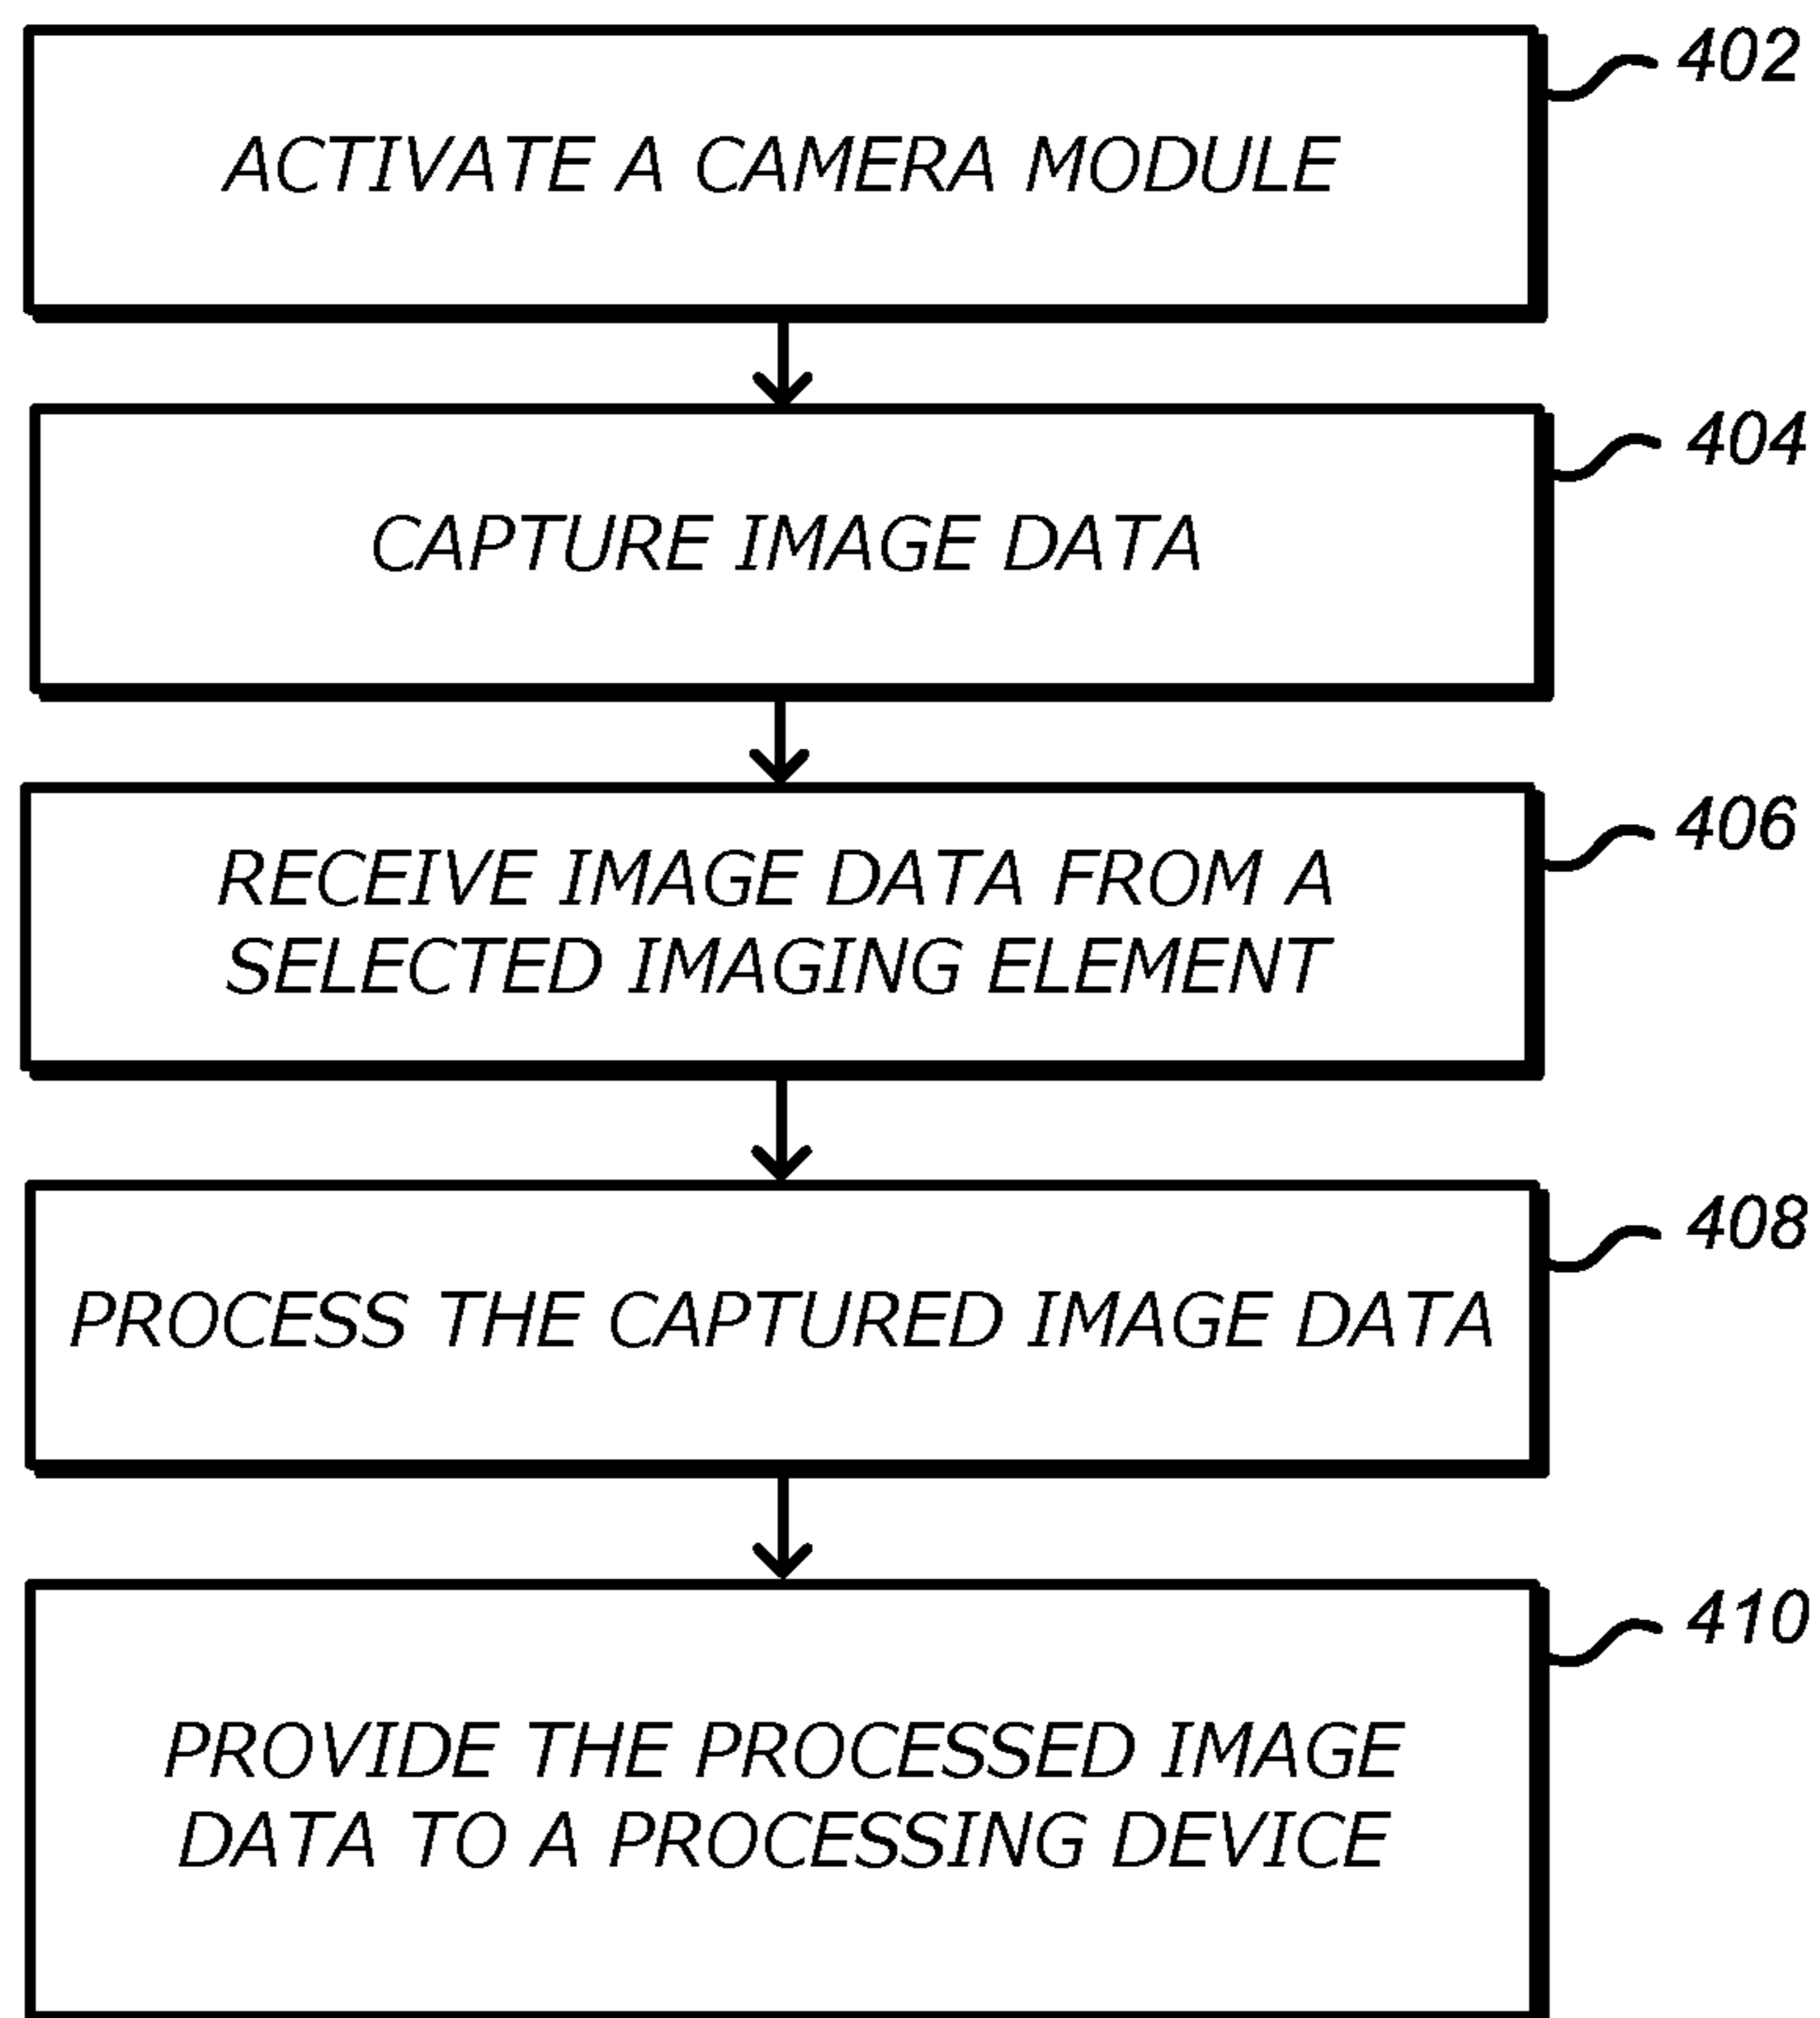 402
ACTIVATE A CAMERA MODULE
404
CAPTURE IMAGE DATA
406
RECEIVE IMAGE DATA FROM A
SELECTED IMAGING ELEMENT
408
PROCESS THE CAPTURED IMAGE DATA
410
PROVIDE THE PROCESSED IMAGE
DATA TO A PROCESSING DEVICE